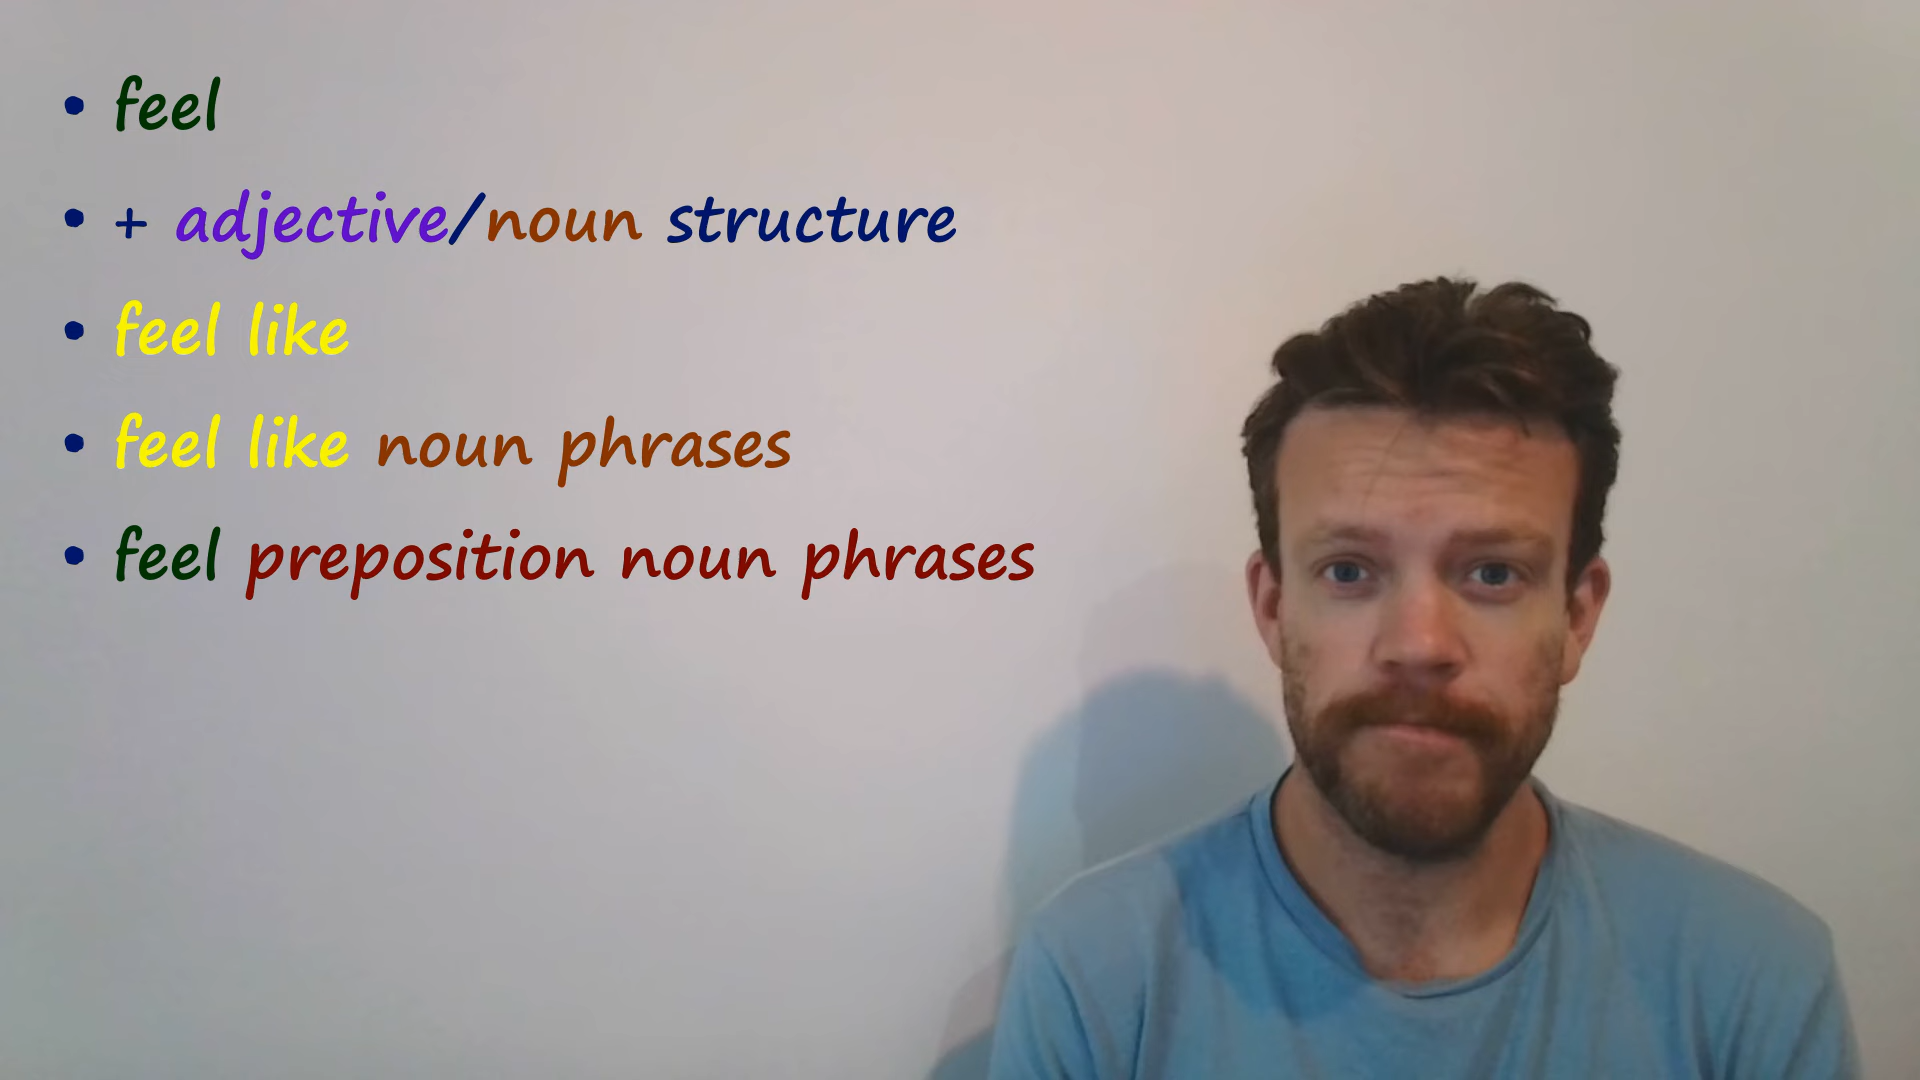 • feel
• + adjective/noun structure
• feel like
• feel like noun phrases
• feel preposition noun phrases